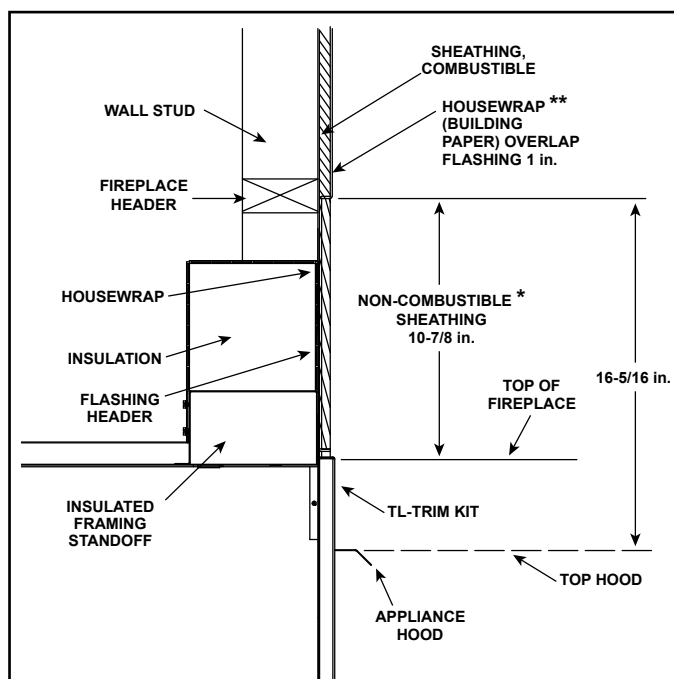 SHEATHING,
COMBUSTIBLE
WALL STUD
HOUSEWRAP **
(BUILDING
PAPER) OVERLAP
FLASHING 1 in.
FIREPLACE
HEADER
HOUSEWRAP
NON-COMBUSTIBLE *
SHEATHING
10-7/8 in.
INSULATION
16-5/16 in.
FLASHING
HEADER
TOP OF
FIREPLACE
INSULATED
FRAMING
STANDOFF
TL-TRIM KIT
TOP HOOD
APPLIANCE
HOOD